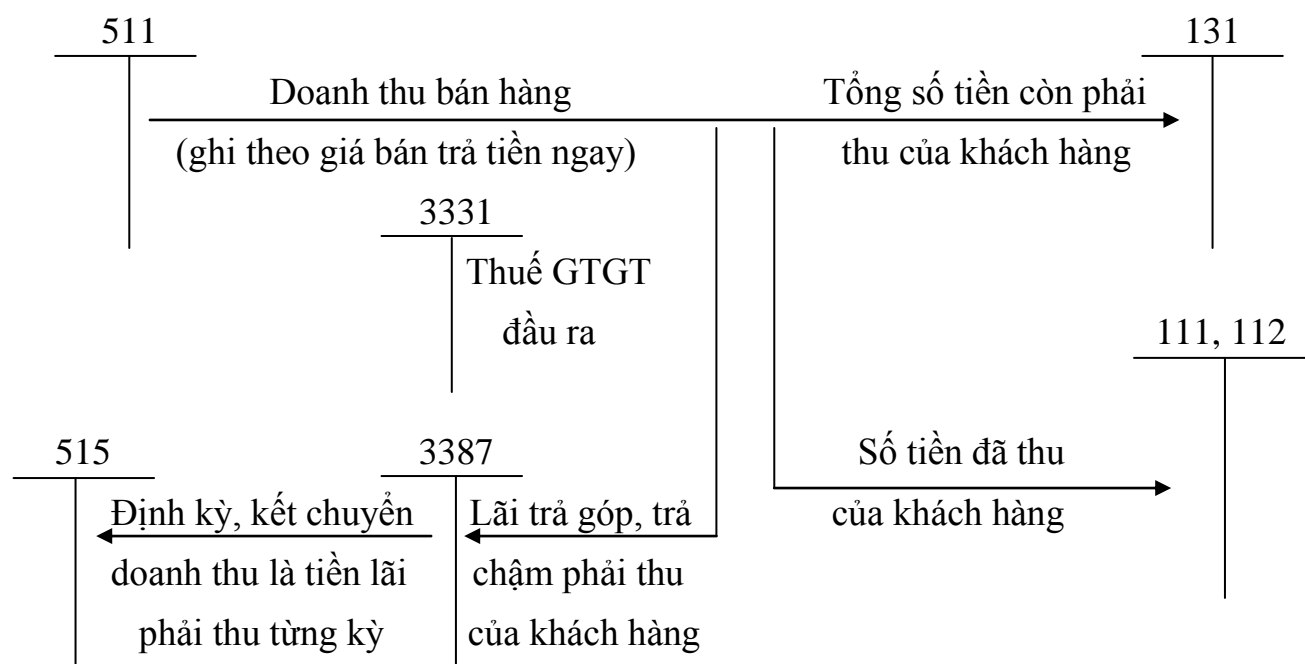 511
131
Doanh thu bán hàng
(ghi theo giá bán trả tiền ngay)
Tổng số tiền còn phải
thu của khách hàng
3331
Thuế GTGT
đầu ra
111, 112
515
3387
Số tiền đã thu
của khách hàng
Định kỳ, kết chuyển
doanh thu là tiền lãi
phải thu từng kỳ
Lãi trả góp, trả
chậm phải thu
của khách hàng